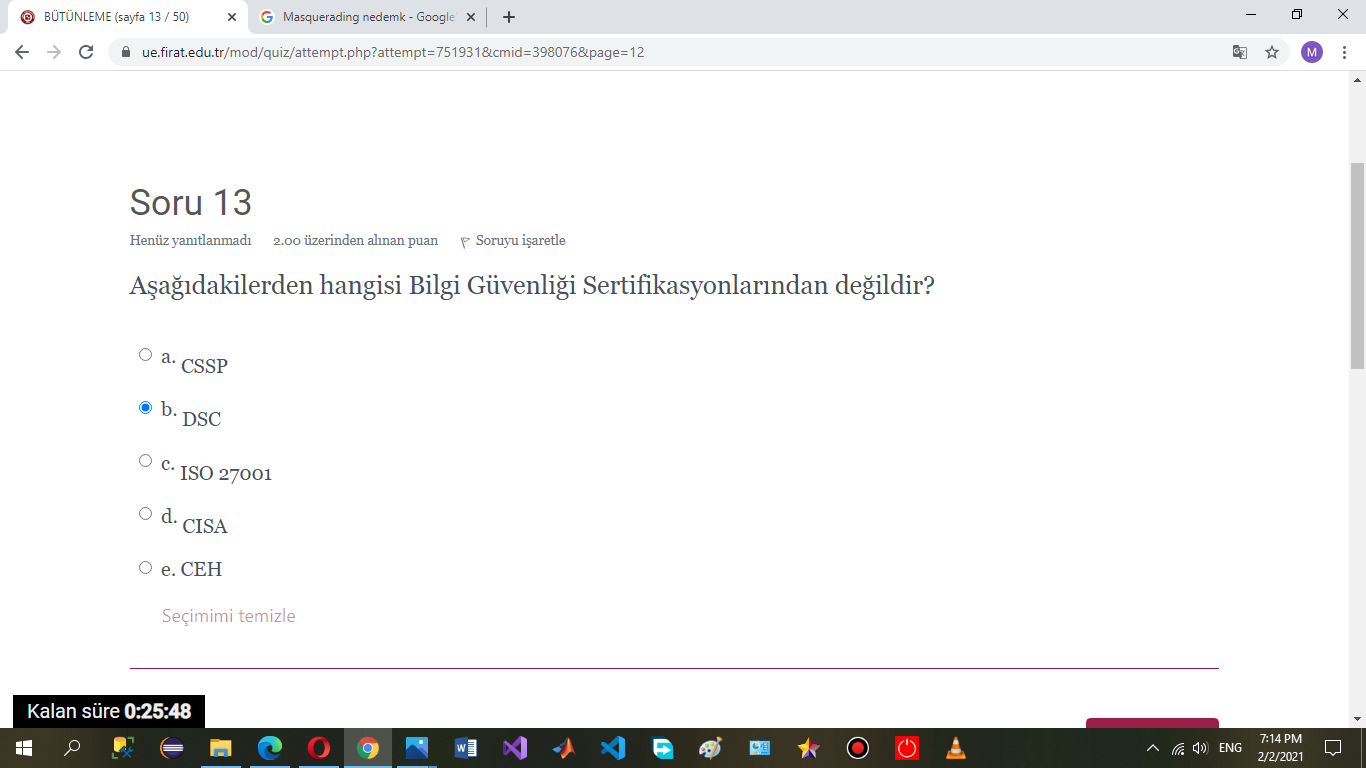 BÜTÜNLEME (sayfa 13 / 50)
Masquerading nedemk - Google'
ue.firat.edu.tr/mod/quiz/attempt.php?attempt=751931&cmid=398076&page=12
M
Soru 13
Henüz yanıtlanmadı 2.00 üzerinden alınan puan Soruyu işaretle
Aşağıdakilerden hangisi Bilgi Güvenliği Sertifikasyonlarından değildir?
a. CSSP
b. DSC
c. ISO 27001
d. CISA
e. CEH
Seçimimi temizle
Kalan süre 0:25:48
ENG
7:14 PM
2/2/2021